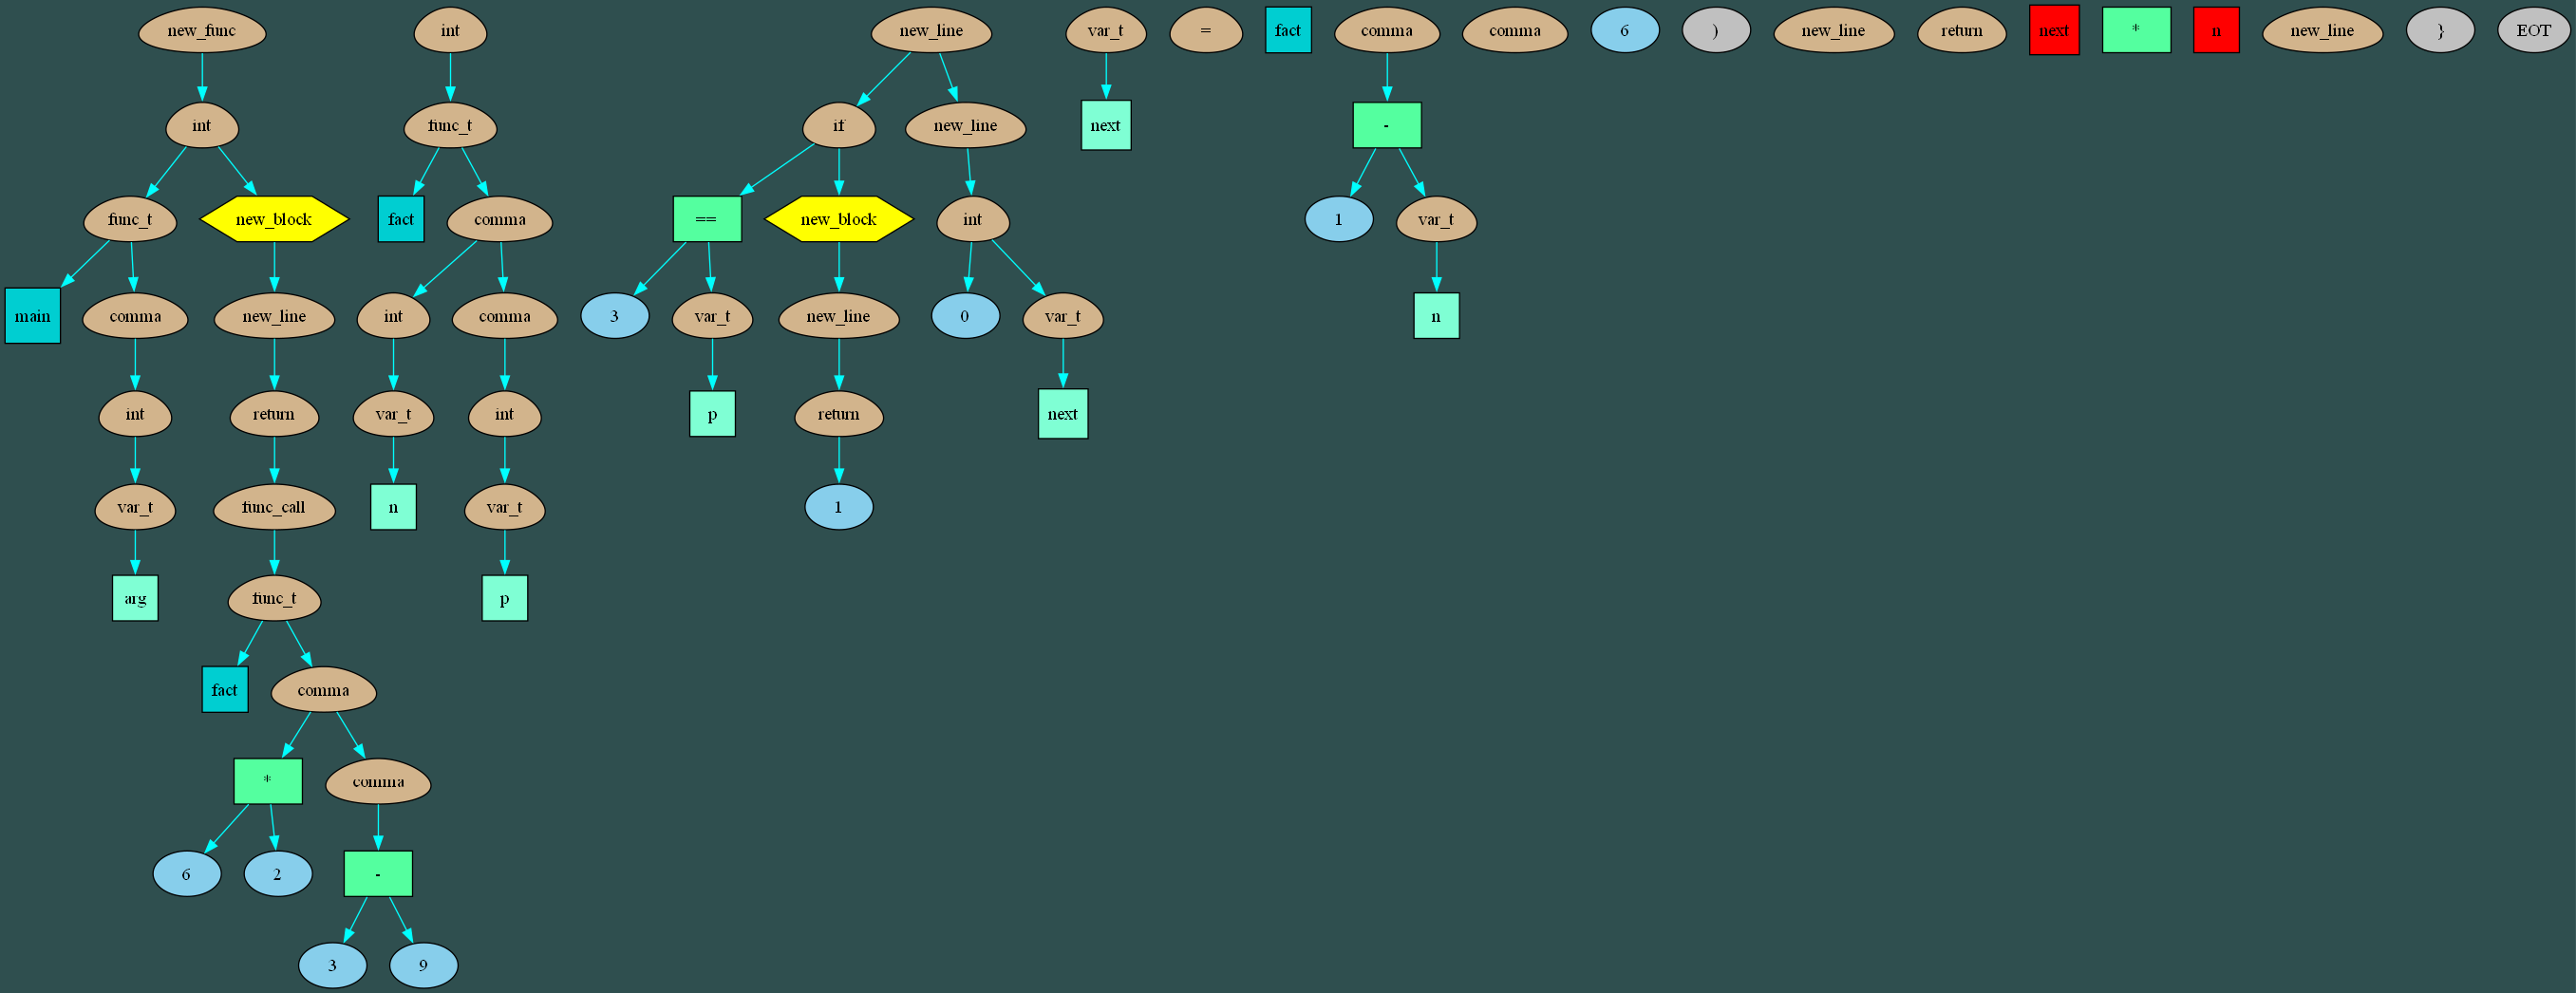 new_func
int
new_line
var_t
=
fact
comma
comma
6
)
new_line
return
next
*
n
new_line
}
EOT
int
func_t
if
new_line
next
-
func_t
new_block
fact
comma
==
new_block
int
1
var_t
main
comma
new_line
int
comma
3
var_t
new_line
0
var_t
n
int
return
var_t
int
p
return
next
var_t
func_call
n
var_t
1
arg
func_t
p
fact
comma
*
comma
6
2
-
3
9